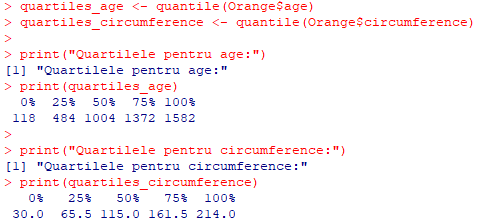 > quartiles_age <- quantile(Orange$age)
> quartiles_circumference <- quantile(Orange$circumference)
>
> print("Quartilele pentru age:")
[1] "Quartilele pentru age:"
> print(quartiles_age)
0% 25% 50% 75% 100%
118 484 1004 1372 1582
>
> print("Quartilele pentru circumference:")
[1] "Quartilele pentru circumference:"
> print(quartiles_circumference)
0% 25% 50% 75% 100%
30.0 65.5 115.0 161.5 214.0